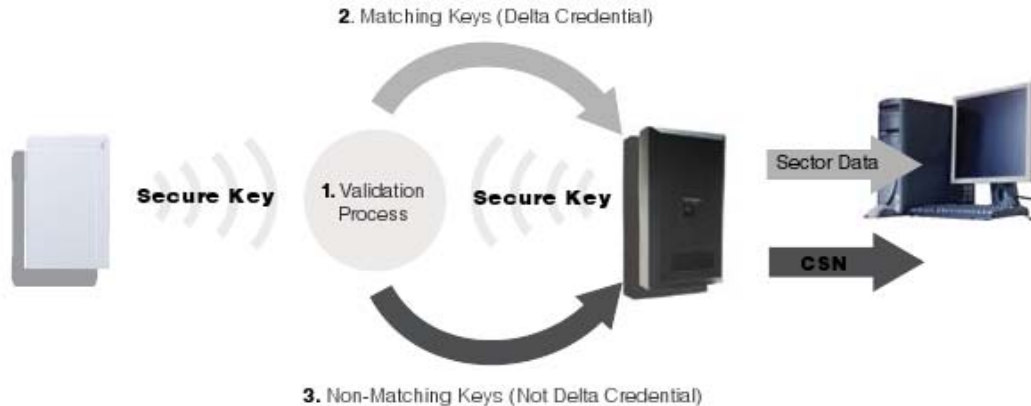 2. Matching Keys (Delta Credential)
Secure Key
1. Validation
Process
Secure Key
Sector Data
CSN
3. Non-Matching Keys (Not Delta Credential)